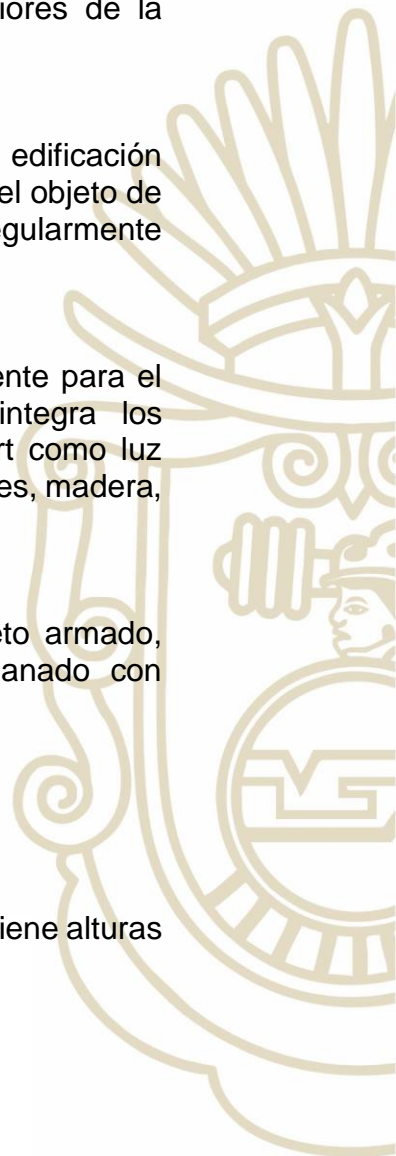 iores de la
edificación
el objeto de
egularmente
ente para el
integra los
rt como luz
es, madera,
eto armado,
anado con
iene alturas